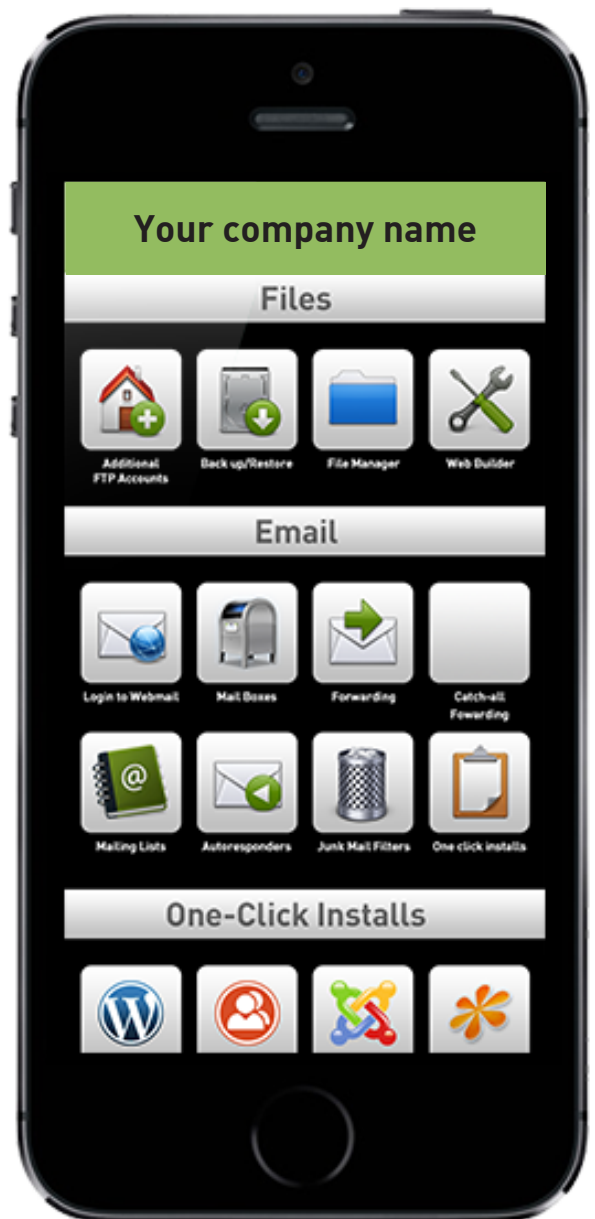 Your company name
Files
Additional
FTP Accounts
Back up/Restore
File Manager
Web Builder
Email
Login to Webmail
Mail Boxes
Forwarding
Catch-all
Fowarding
@
Mailing Lists
Autoresponders
Junk Mail Filters
One click installs
One-Click Installs
W